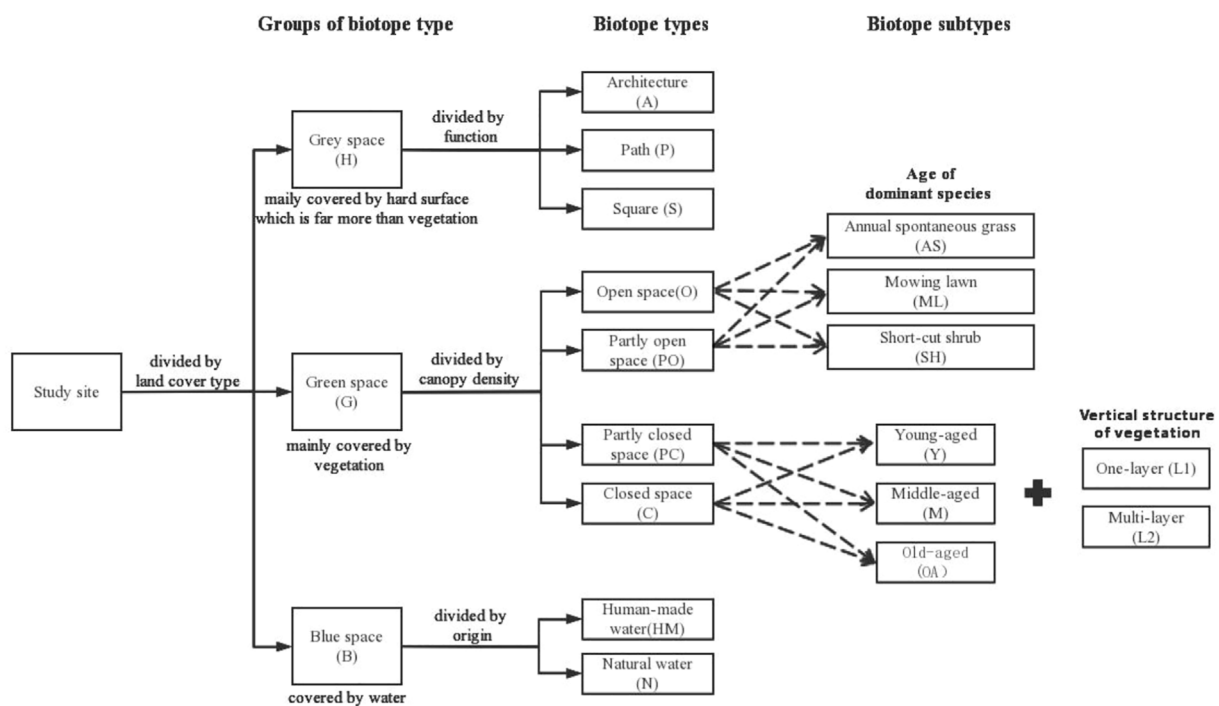 Groups of biotope type
Biotope types
Biotope subtypes
Study site
divided by
land cover type
Grey space
(H)
maily covered by hard surface
which is far more than vegetation
divided by
function
Architecture
(A)
Path (P)
Square (S)
Green space
(G)
mainly covered by
vegetation
divided by
canopy density
Open space(O)
Partly open
space (PO)
Partly closed
space (PC)
Closed space
(C)
Age of
dominant species
Annual spontaneous grass
(AS)
Mowing lawn
(ML)
Short-cut shrub
(SH)
Young-aged
(Y)
Middle-aged
(M)
Old-aged
(OA)
Vertical structure
of vegetation
One-layer (L1)
Multi-layer
(L2)
Blue space
(B)
covered by water
divided by
origin
Human-made
water(HM)
Natural water
(N)